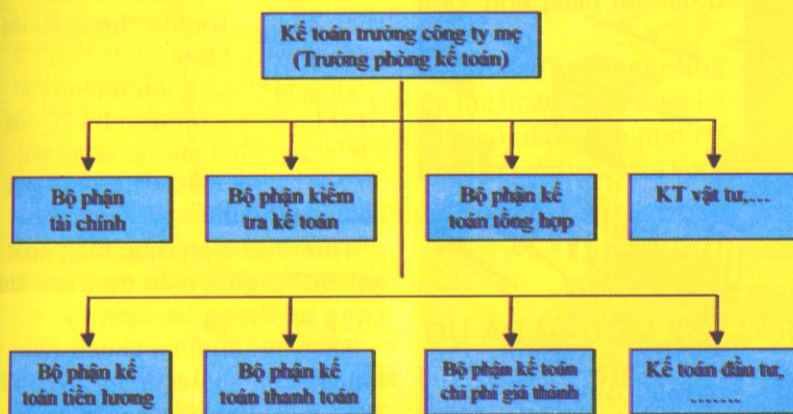 Kế toán trưởng công ty mẹ
(Trưởng phòng kế toán)
Bộ phận
tài chính
Bộ phận kiểm
tra kế toán
Bộ phận kế
toán tổng hợp
KT vật tư,…
Bộ phận kế
toán tiền lương
Bộ phận kế
toán thanh toán
Bộ phận kế toán
chi phí giá thành
Kế toán đầu tư,
.......